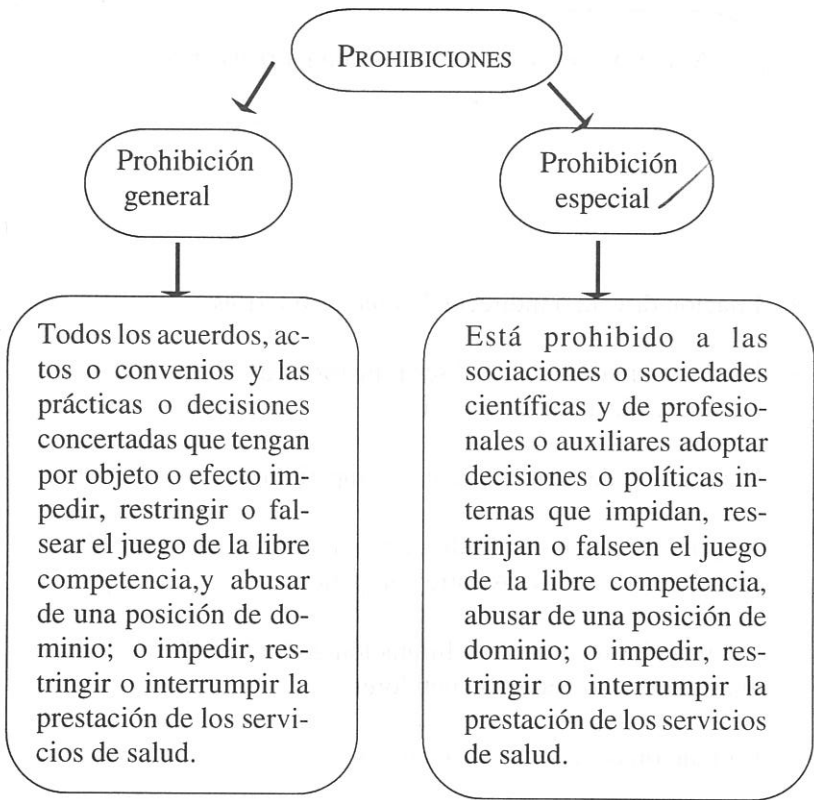 PROHIBICIONES
Prohibición
general
Prohibición
especial
Todos los acuerdos, ac-
tos o convenios y las
prácticas o decisiones
concertadas que tengan
por objeto o efecto im-
pedir, restringir o fal-
sear el juego de la libre
competencia,y abusar
de una posición de do-
minio; o impedir, res-
tringir o interrumpir la
prestación de los servi-
cios de salud.
Está prohibido a las
sociaciones o sociedades
científicas y de profesio-
nales o auxiliares adoptar
decisiones o políticas in-
ternas que impidan, res-
trinjan o falseen el juego
de la libre competencia,
abusar de una posición de
dominio; o impedir, res-
tringir o interrumpir la
prestación de los servicios
de salud.